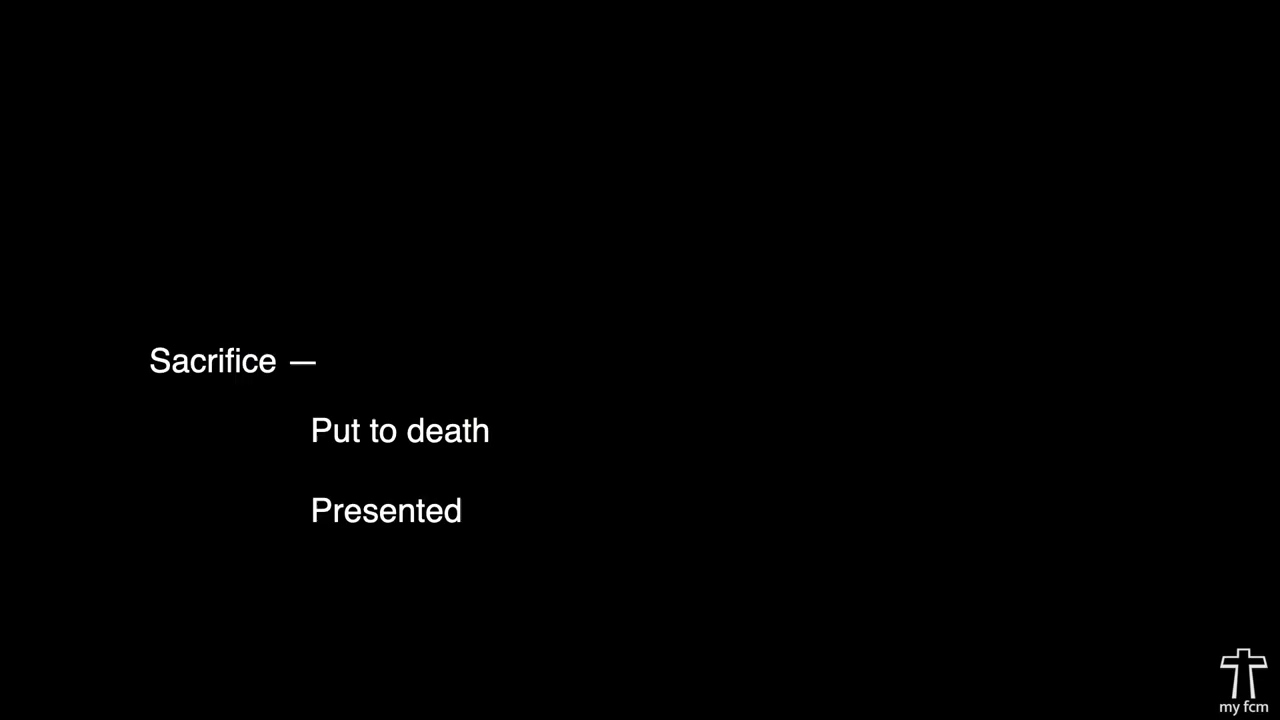 Sacrifice —
Put to death
Presented
my fcm